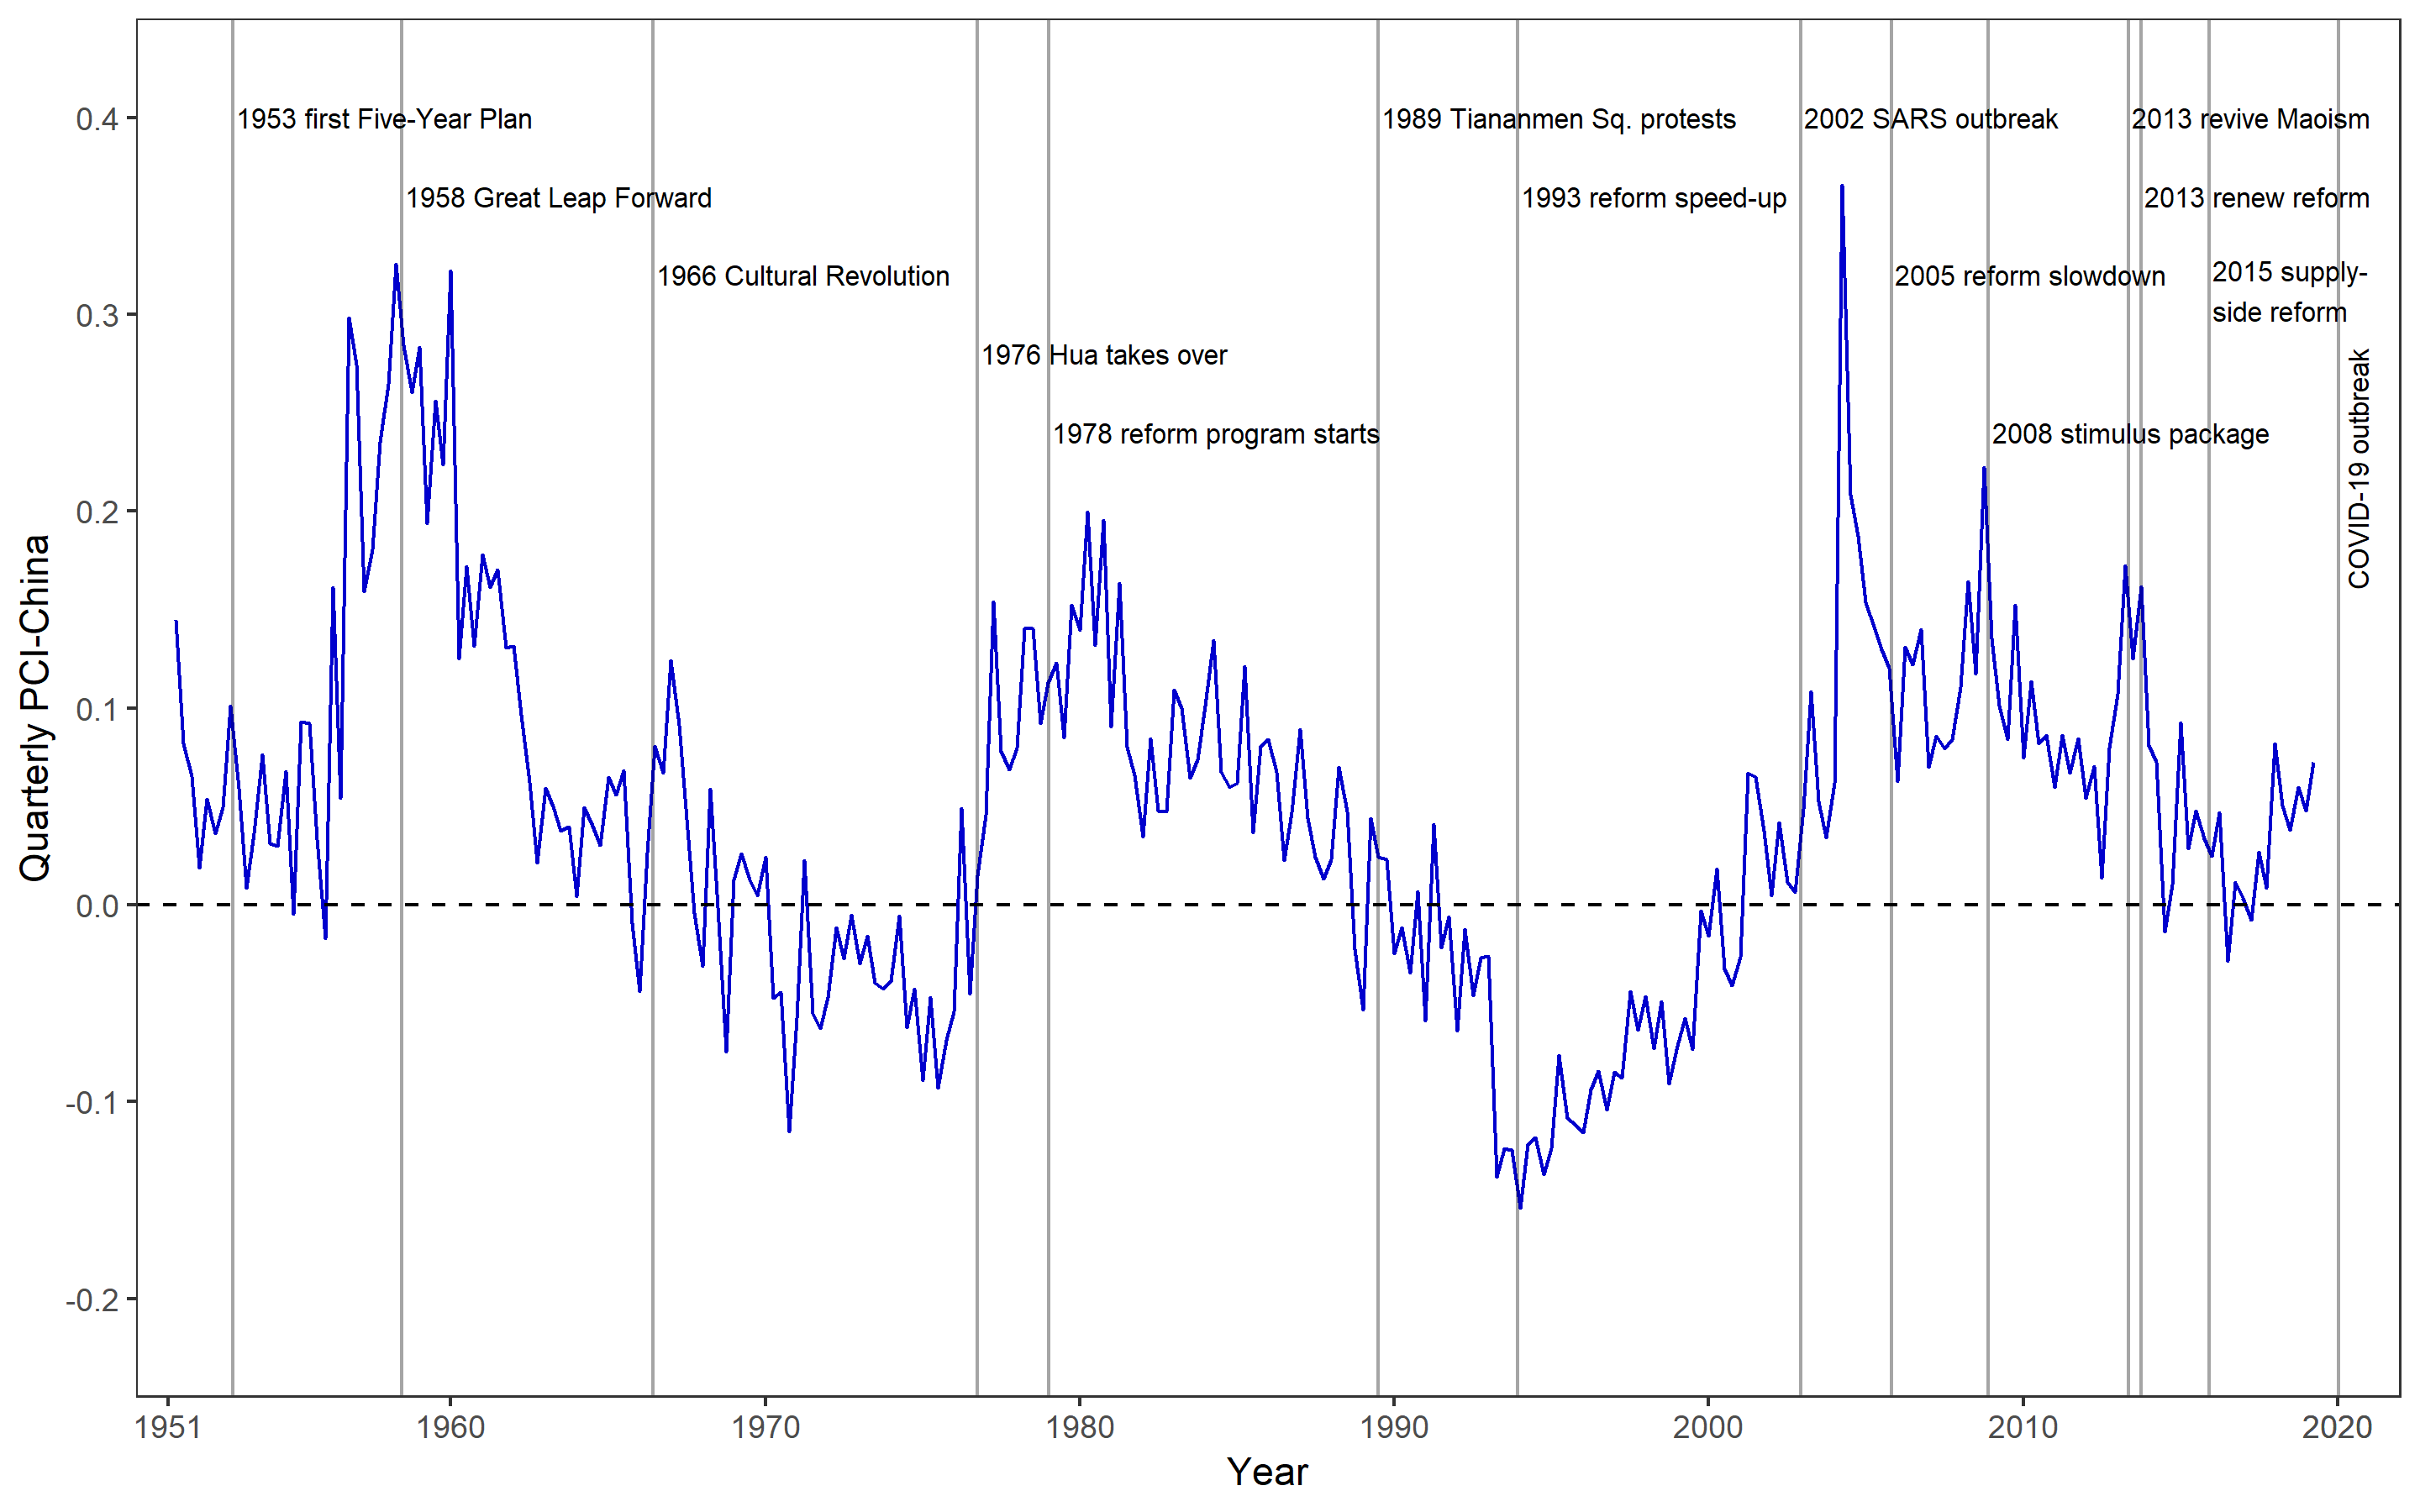 0.4
0.3
0.2
0.1
0.0
-0.1
-0.2
Quarterly PCI-China
1953 first Five-Year Plan
1958 Great Leap Forward
1966 Cultural Revolution
1976 Hua takes over
1978 reform program starts
1989 Tiananmen Sq. protests
1993 reform speed-up
2002 SARS outbreak
2005 reform slowdown
2008 stimulus package
2013 revive Maoism
2013 renew reform
2015 supply-
side reform
COVID-19 outbreak
1951
1960
1970
1980
1990
2000
2010
2020
Year